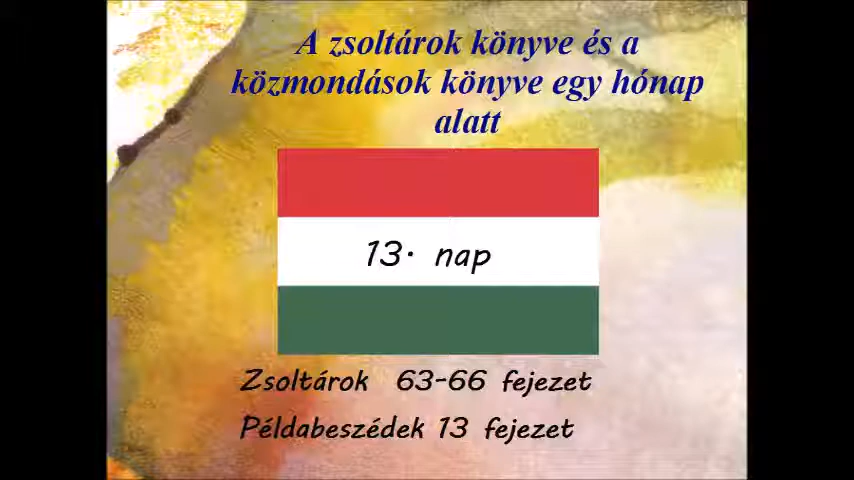 A zsoltárok könyve és a
közmondások könyve egy hónap
alatt
13. nap
Zsoltárok 63-66 fejezet
Példabeszédek 13 fejezet